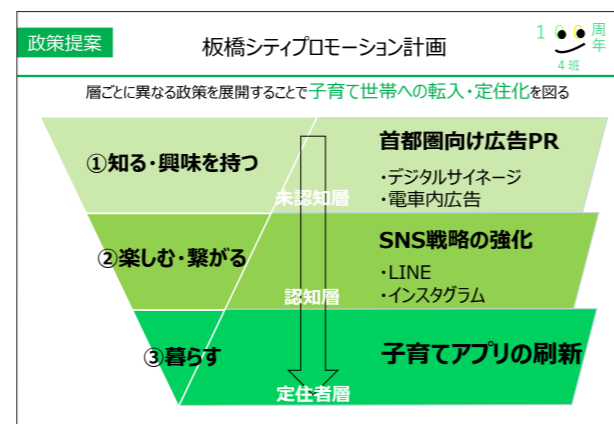 政策提案
板橋シティプロモーション計画
100周年
4班
層ごとに異なる政策を展開することで子育て世帯への転入・定住化を図る
①知る・興味を持つ
未認知層
首都圏向け広告PR
・デジタルサイネージ
・電車内広告
②楽しむ・繋がる
認知層
SNS戦略の強化
・LINE
・インスタグラム
③暮らす
定住者層
子育てアプリの刷新